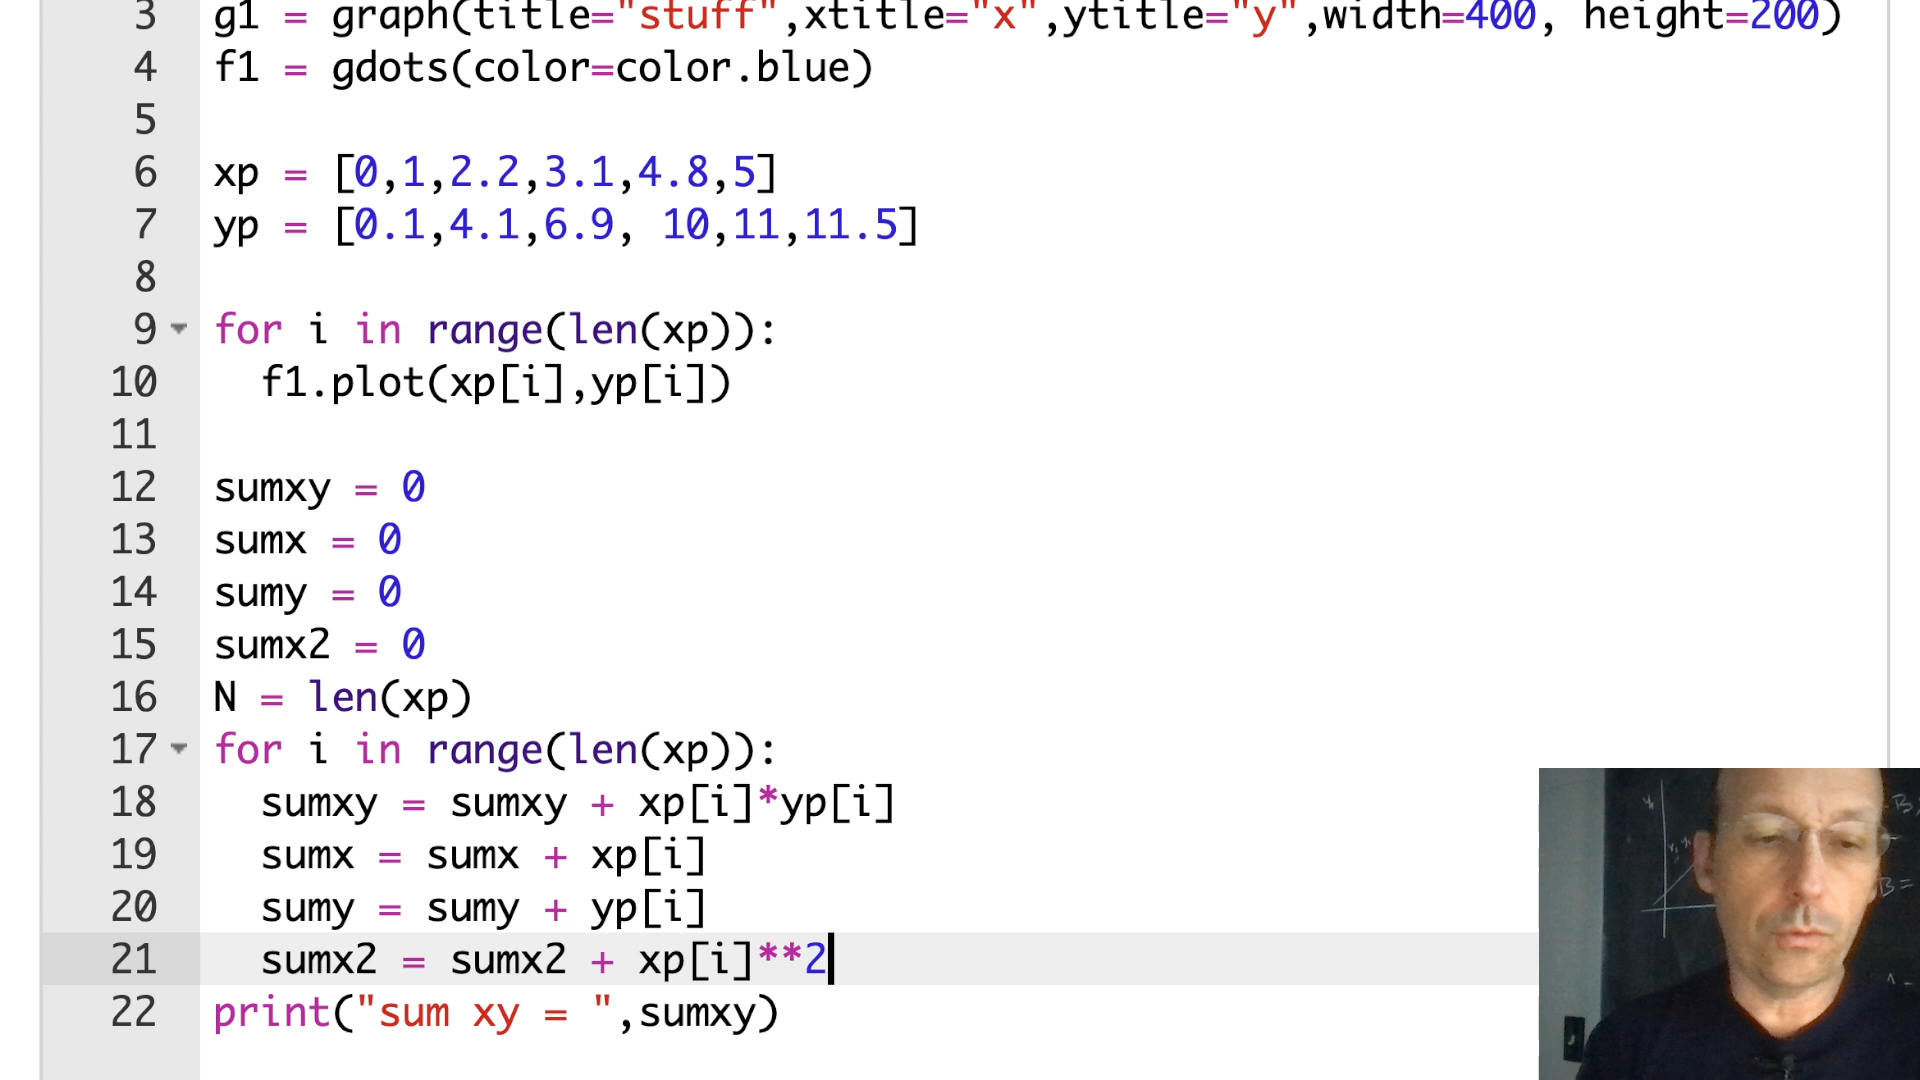 3 g1 = graph(title="stuff",xtitle="x",ytitle="y",width=400, height=200)
4 f1 = gdots(color=color.blue)
5
6 xp = [0,1,2.2,3.1,4.8,5]
7 yp = [0.1,4.1,6.9, 10,11,11.5]
8
9 for i in range(len(xp)):
10   f1.plot(xp[i],yp[i])
11
12 sumxy = 0
13 sumx = 0
14 sumy = 0
15 sumx2 = 0
16 N = len(xp)
17 for i in range(len(xp)):
18   sumxy = sumxy + xp[i]*yp[i]
19   sumx = sumx + xp[i]
20   sumy = sumy + yp[i]
21   sumx2 = sumx2 + xp[i]**2
22 print("sum xy = ",sumxy)
B =